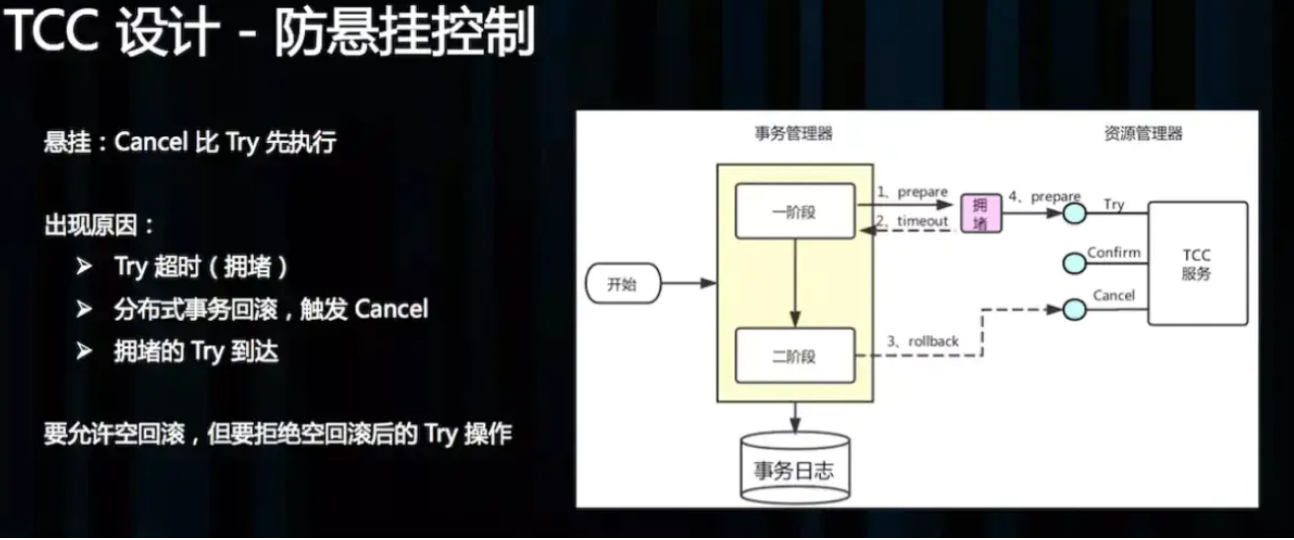 TCC 设计 - 防悬挂控制
悬挂：Cancel 比 Try 先执行
出现原因：
➢ Try 超时（拥堵）
➢ 分布式事务回滚，触发 Cancel
➢ 拥堵的 Try 到达
要允许空回滚，但要拒绝空回滚后的 Try 操作
事务管理器
资源管理器
开始
一阶段
二阶段
事务日志
1、prepare
2、timeout
拥
堵
4、prepare
3、rollback
Try
Confirm
Cancel
TCC
服务